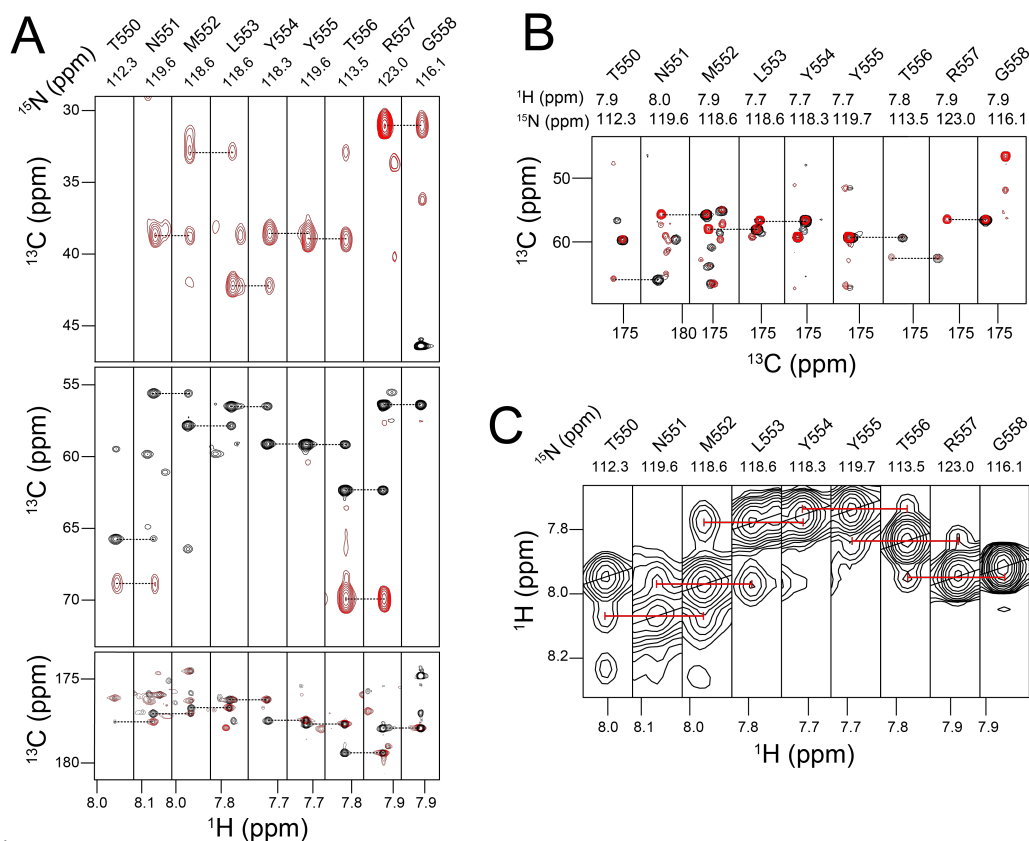 A
T550 N551 M552 L553 Y554 Y555 T556 R557 G558
¹⁵N (ppm) 112.3 119.6 118.6 118.6 118.3 119.6 113.5 123.0 116.1
30
35
40
45
¹³C (ppm)
55
60
65
70
¹³C (ppm)
175
180
¹³C (ppm)
8.0 8.1 8.0 7.8 7.7 7.7 7.8 7.9 7.9
¹H (ppm)
B
T550 N551 M552 L553 Y554 Y555 T556 R557 G558
¹H (ppm) 7.9 8.0 7.9 7.7 7.7 7.7 7.8 7.9 7.9
¹⁵N (ppm) 112.3 119.6 118.6 118.6 118.3 119.7 113.5 123.0 116.1
50
60
¹³C (ppm)
175 180 175 175 175 175 175 175 175
¹³C (ppm)
C
T550 N551 M552 L553 Y554 Y555 T556 R557 G558
¹⁵N (ppm) 112.3 119.6 118.6 118.6 118.3 119.7 113.5 123.0 116.1
7.8
8.0
8.2
¹H (ppm)
8.0 8.1 8.0 7.8 7.7 7.7 7.8 7.9 7.9
¹H (ppm)